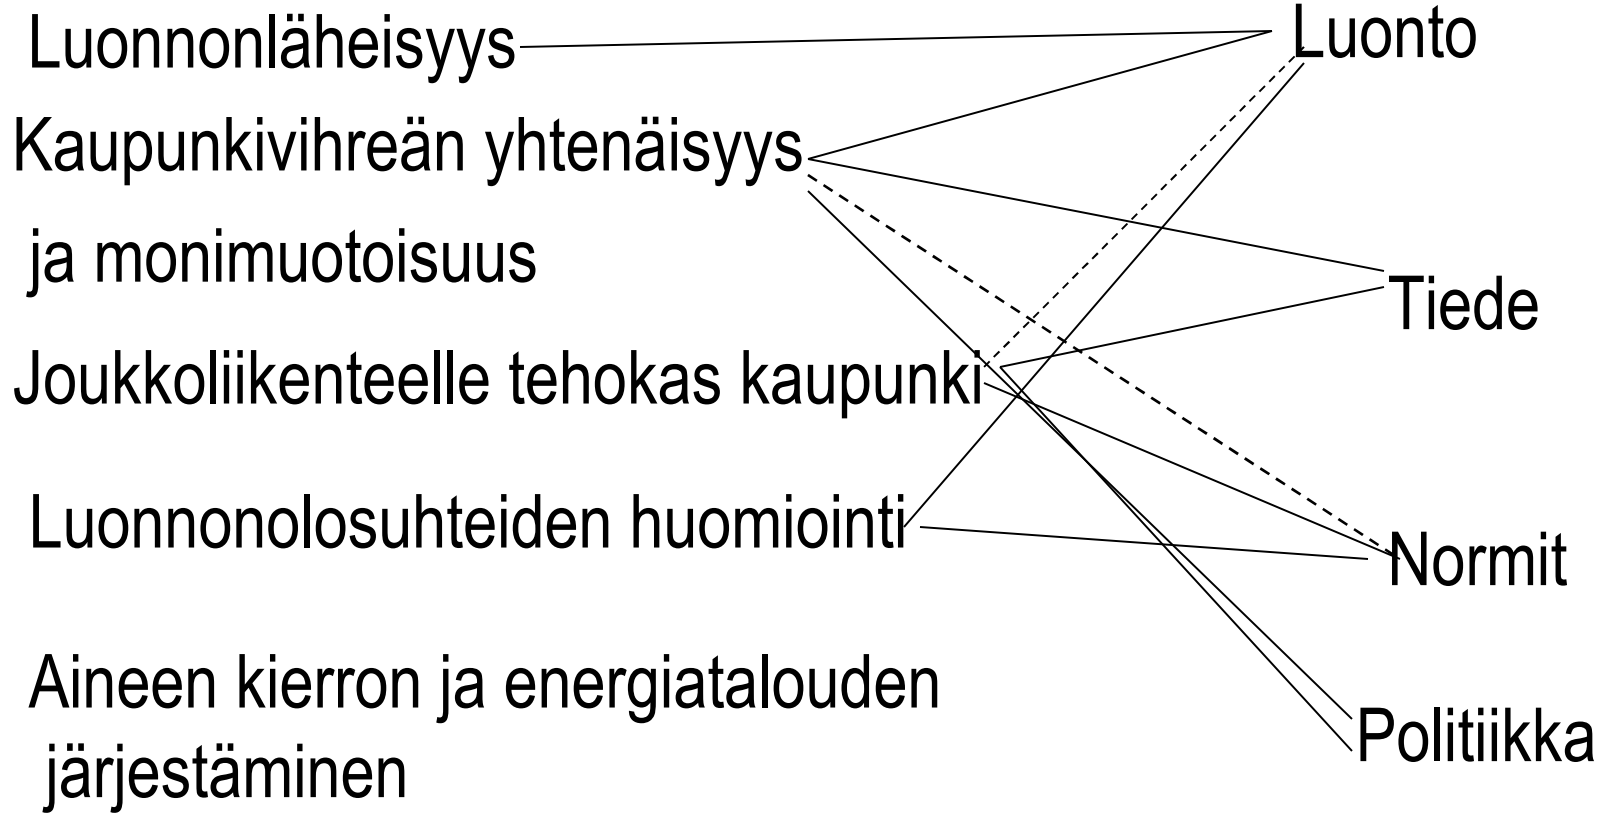 Luonnonläheisyys
Luonto
Kaupunkivihreän yhtenäisyys
ja monimuotoisuus
Tiede
Joukkoliikenteelle tehokas kaupunki
Luonnonolosuhteiden huomiointi
Normit
Aineen kierron ja energiatalouden
järjestäminen
Politiikka